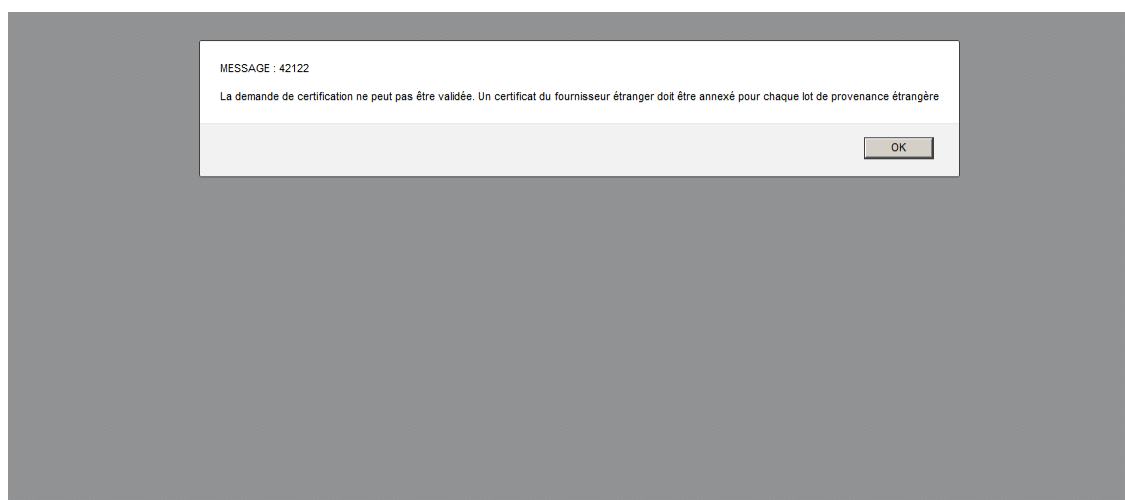 MESSAGE : 42122
La demande de certification ne peut pas être validée. Un certificat du fournisseur étranger doit être annexé pour chaque lot de provenance étrangère
OK